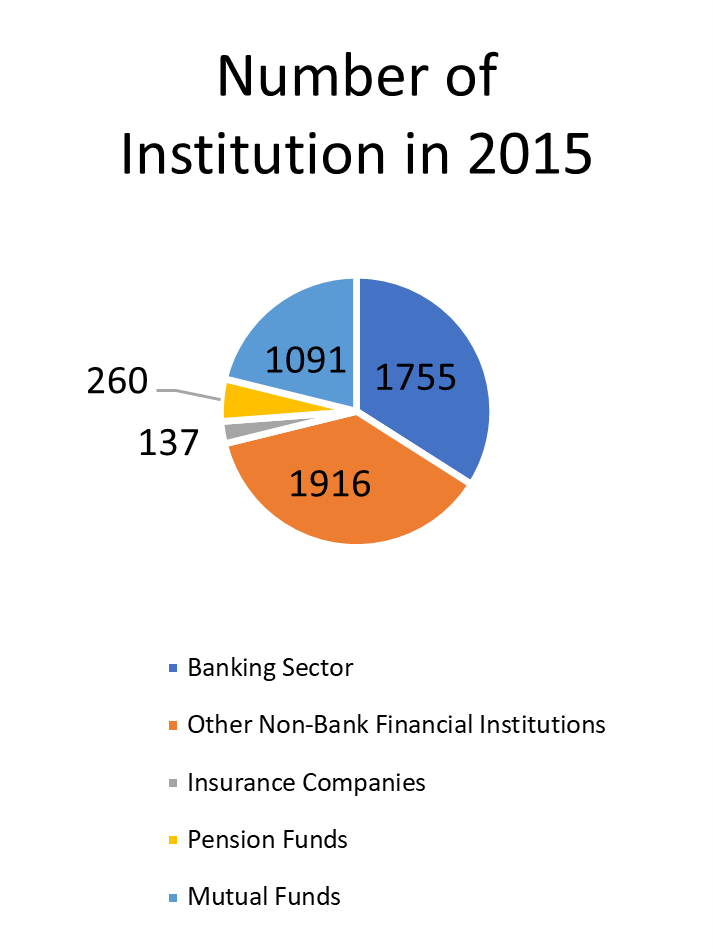 Number of
Institution in 2015
1091
1755
260
137
1916
Banking Sector
Other Non-Bank Financial Institutions
Insurance Companies
Pension Funds
Mutual Funds